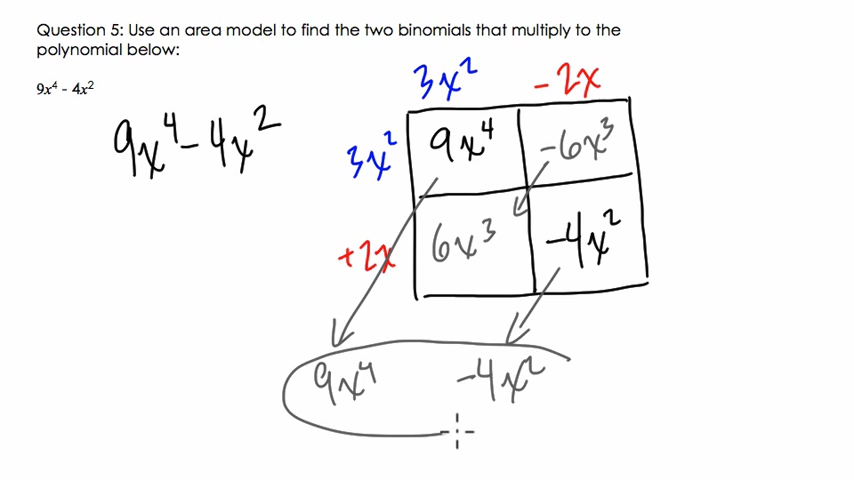 Question 5: Use an area model to find the two binomials that multiply to the
polynomial below:
9x⁴ - 4x²
9x⁴ - 4x²
3x² - 2x
3x² 9x⁴ -6x³
+2x 6x³ -4x²
9x⁴ -4x²